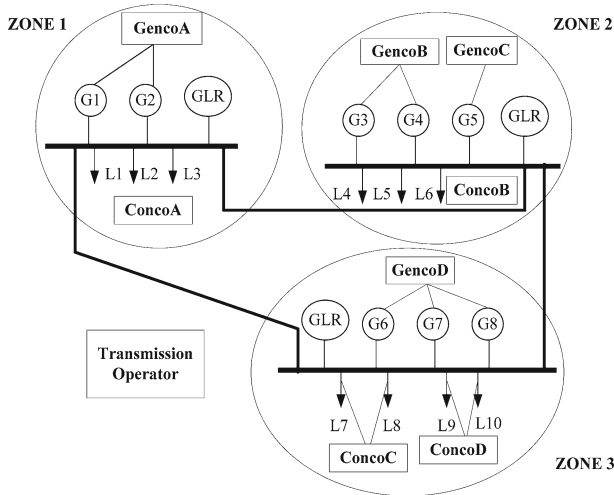 ZONE 1
GencoA
G1
G2
GLR
L1
L2
L3
ConcoA
ZONE 2
GencoB
GencoC
G3
G4
G5
GLR
L4
L5
L6
ConcoB
GencoD
GLR
G6
G7
G8
Transmission
Operator
L7
L8
L9
L10
ConcoC
ConcoD
ZONE 3